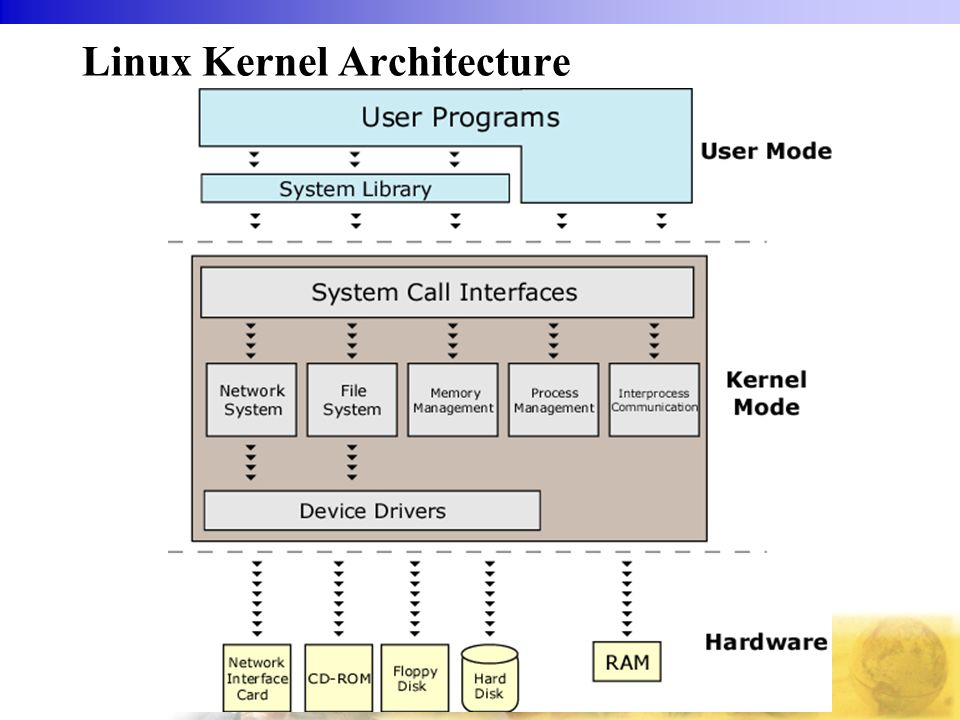 Linux Kernel Architecture
User Programs
User Mode
System Library
System Call Interfaces
Network
System
File
System
Memory
Management
Process
Management
Interprocess
Communication
Kernel
Mode
Device Drivers
Hardware
Network
Interface
Card
CD-ROM
Floppy
Disk
Hard
Disk
RAM